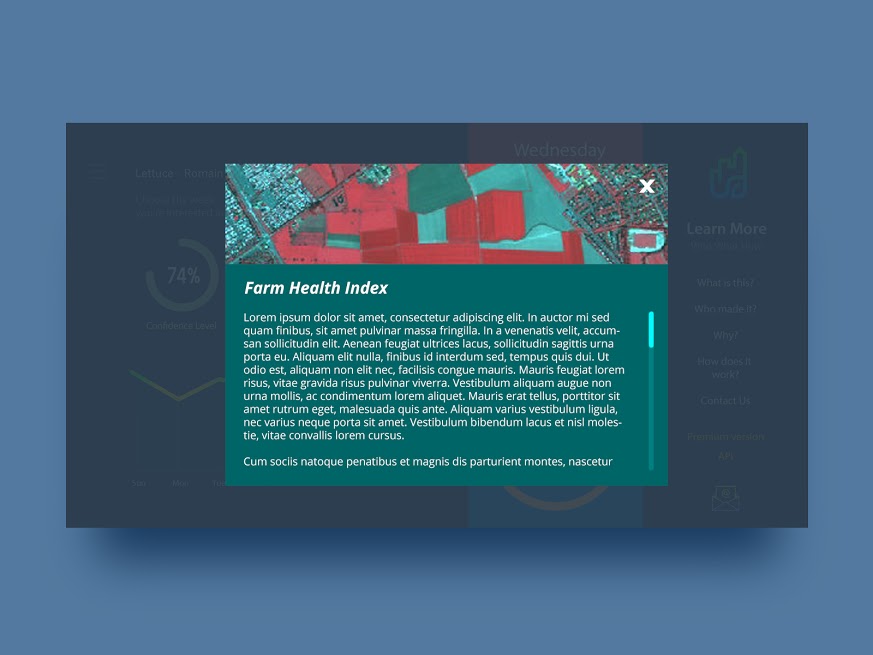 Wednesday
Lettuce Romain
X
Learn More
74%
What is this?
Farm Health Index
Who made it?
Confidence Level
Why?
How does it
work?
Contact Us
Premium version
API
Lorem ipsum dolor sit amet, consectetur adipiscing elit. In auctor mi sed
quam finibus, sit amet pulvinar massa fringilla. In a venenatis velit, accum-
san sollicitudin elit. Aenean feugiat ultrices lacus, sollicitudin sagittis urna
porta eu. Aliquam elit nulla, finibus id interdum sed, tempus quis dui. Ut
odio est, aliquam non elit nec, facilisis congue mauris. Mauris feugiat lorem
risus, vitae gravida risus pulvinar viverra. Vestibulum aliquam augue non
urna mollis, ac condimentum lorem aliquet. Mauris erat tellus, porttitor sit
amet rutrum eget, malesuada quis ante. Aliquam varius vestibulum ligula,
nec varius neque porta sit amet. Vestibulum bibendum lacus et nisl moles-
tie, vitae convallis lorem cursus.
Cum sociis natoque penatibus et magnis dis parturient montes, nascetur
Sun Mon